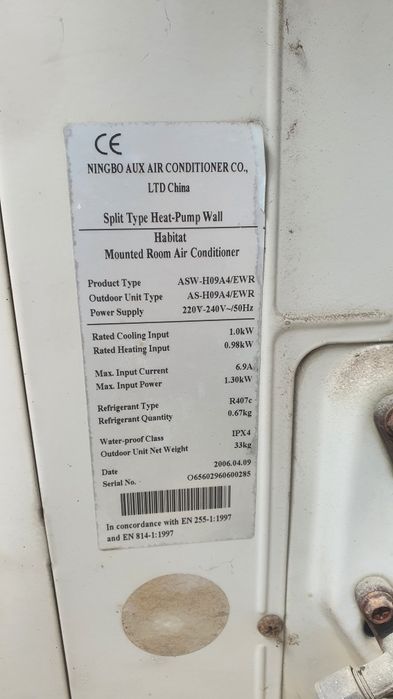 CE
NINGBO AUX AIR CONDITIONER CO.,
LTD China
Split Type Heat-Pump Wall
Habitat
Mounted Room Air Conditioner
Product Type ASW-H09A4/EWR
Outdoor Unit Type AS-H09A4/EWR
Power Supply 220V-240V~/50Hz
Rated Cooling Input 1.0kW
Rated Heating Input 0.98kW
Max. Input Current 6.9A
Max. Input Power 1.30kW
Refrigerant Type R407c
Refrigerant Quantity 0.67kg
Water-proof Class IPX4
Outdoor Unit Net Weight 33kg
Date 2006.04.09
Serial No. O65602960600285
In concordance with EN 255-1:1997
and EN 814-1:1997